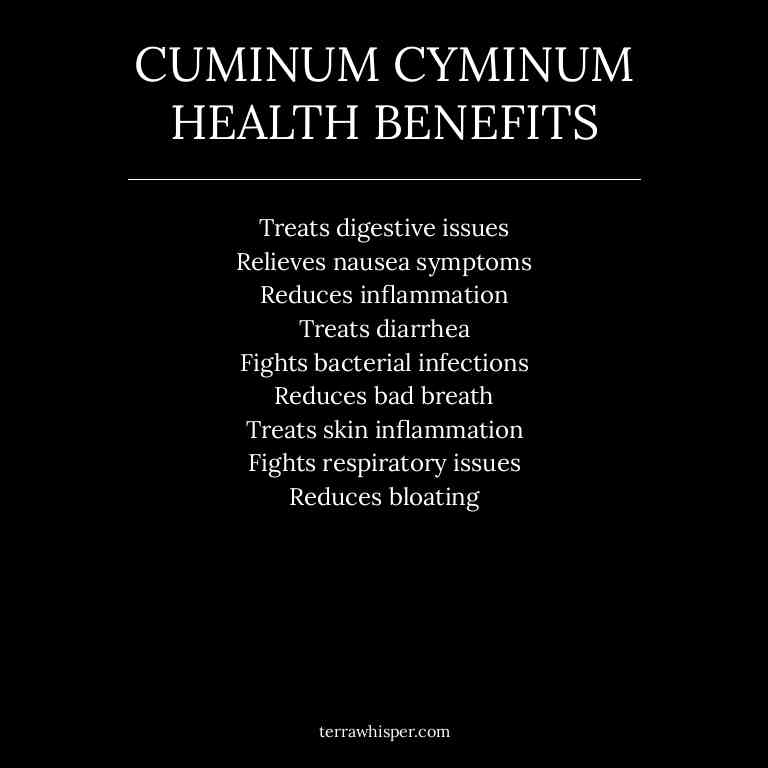 CUMINUM CYMINUM
HEALTH BENEFITS
Treats digestive issues
Relieves nausea symptoms
Reduces inflammation
Treats diarrhea
Fights bacterial infections
Reduces bad breath
Treats skin inflammation
Fights respiratory issues
Reduces bloating
terrawhisper.com